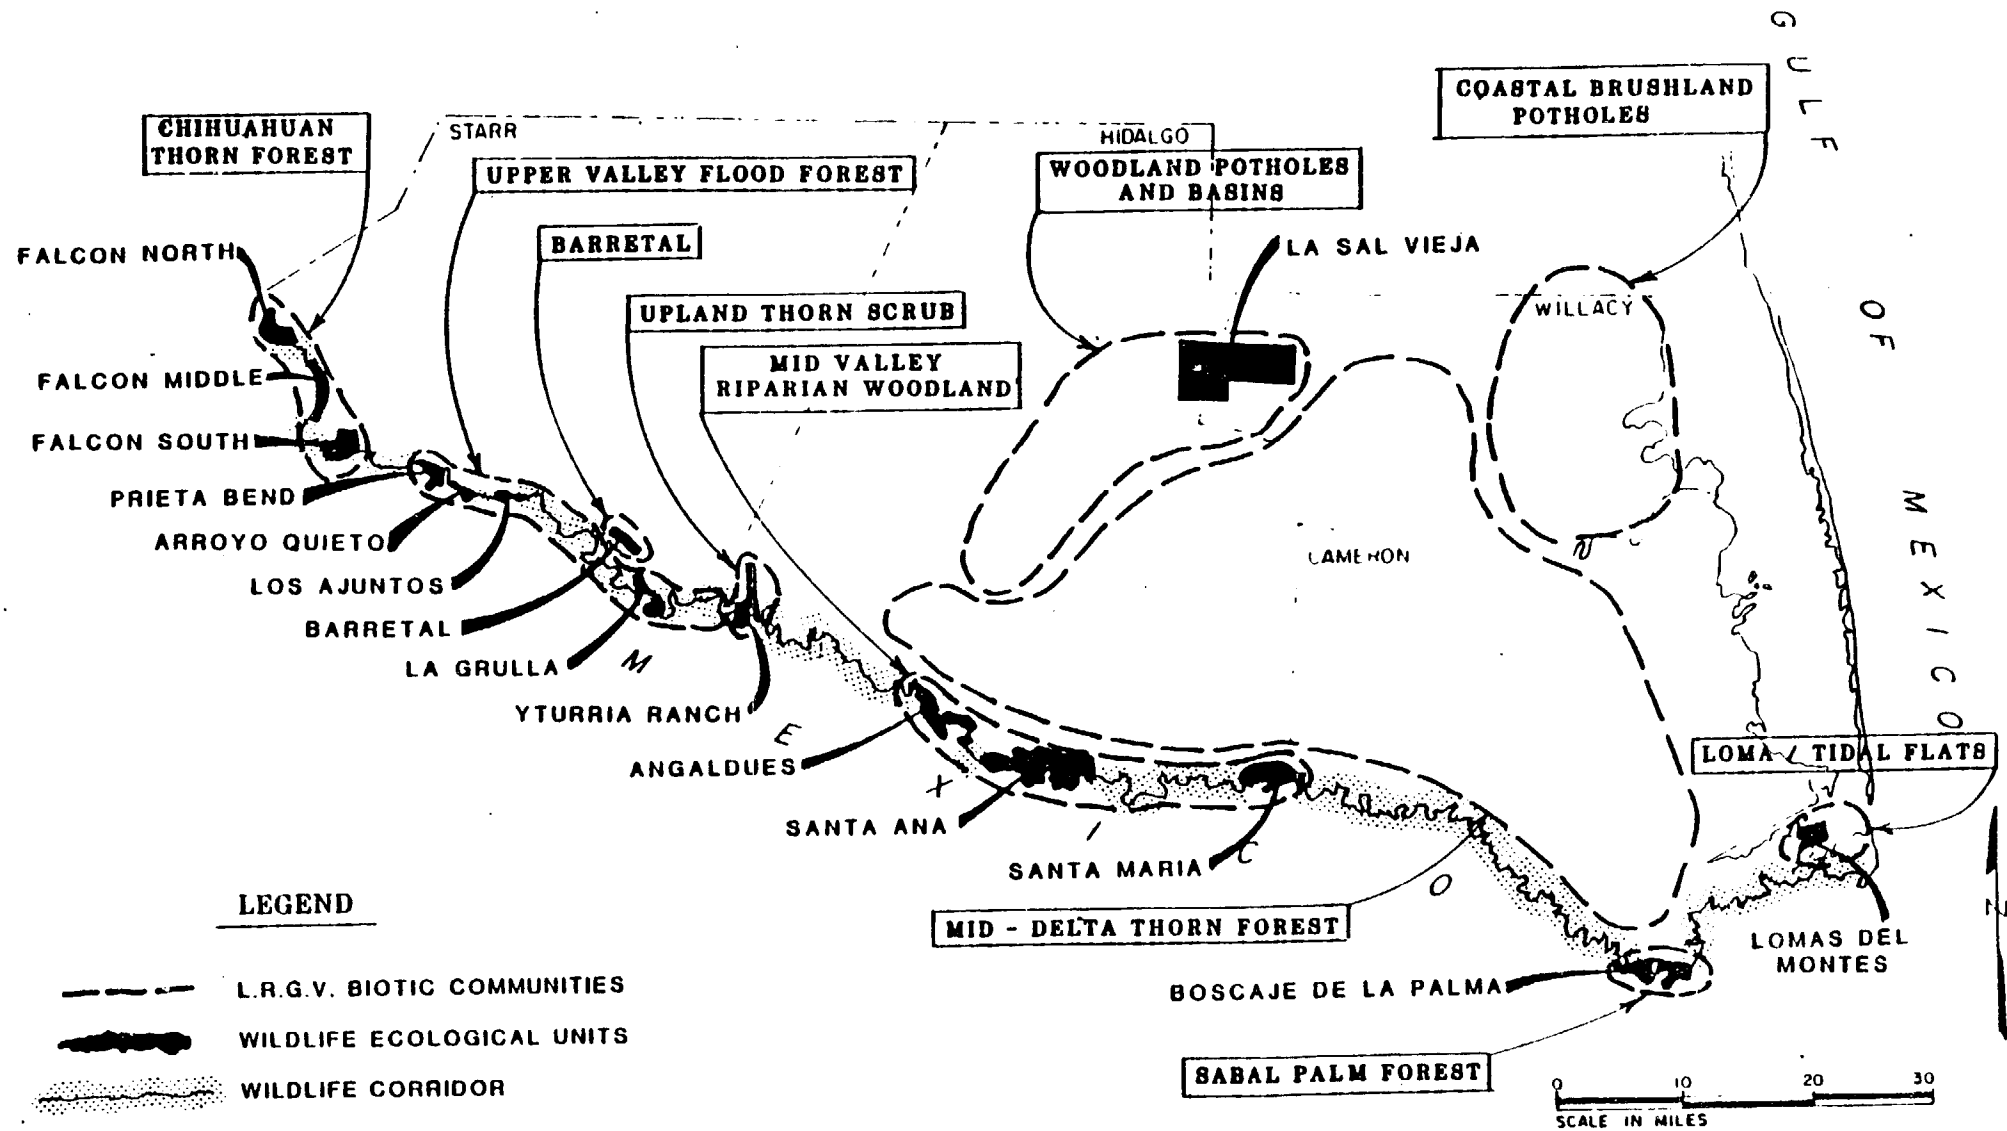 GULF OF MEXICO
COASTAL BRUSHLAND
POTHOLES
CHIHUAHUAN
THORN FOREST
STARR
HIDALGO
UPPER VALLEY FLOOD FOREST
WOODLAND POTHOLES
AND BASINS
BARRETAL
LA SAL VIEJA
FALCON NORTH
UPLAND THORN SCRUB
WILLACY
MID VALLEY
RIPARIAN WOODLAND
FALCON MIDDLE
FALCON SOUTH
PRIETA BEND
ARROYO QUIETO
CAMERON
LOS AJUNTOS
BARRETAL
LA GRULLA
YTURRIA RANCH
MEXICO
ANGALDUES
LOMA / TIDAL FLATS
SANTA ANA
SANTA MARIA
MID - DELTA THORN FOREST
LOMAS DEL
MONTES
BOSCAJE DE LA PALMA
SABAL PALM FOREST
LEGEND
L.R.G.V. BIOTIC COMMUNITIES
WILDLIFE ECOLOGICAL UNITS
WILDLIFE CORRIDOR
N
0 10 20 30
SCALE IN MILES